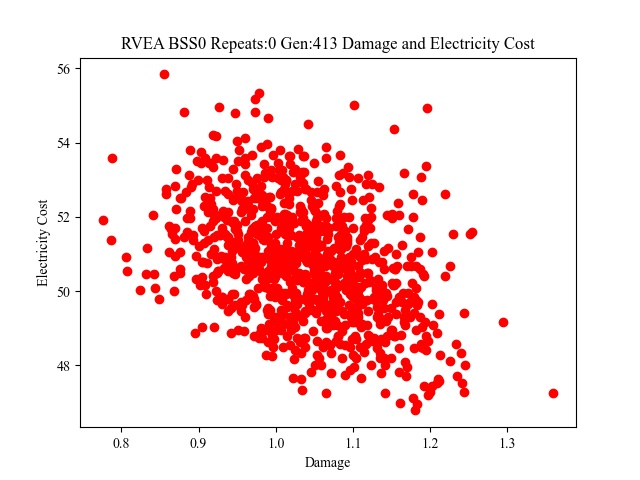 RVEA BSS0 Repeats:0 Gen:413 Damage and Electricity Cost
56
54
52
50
48
Electricity Cost
0.8 0.9 1.0 1.1 1.2 1.3
Damage